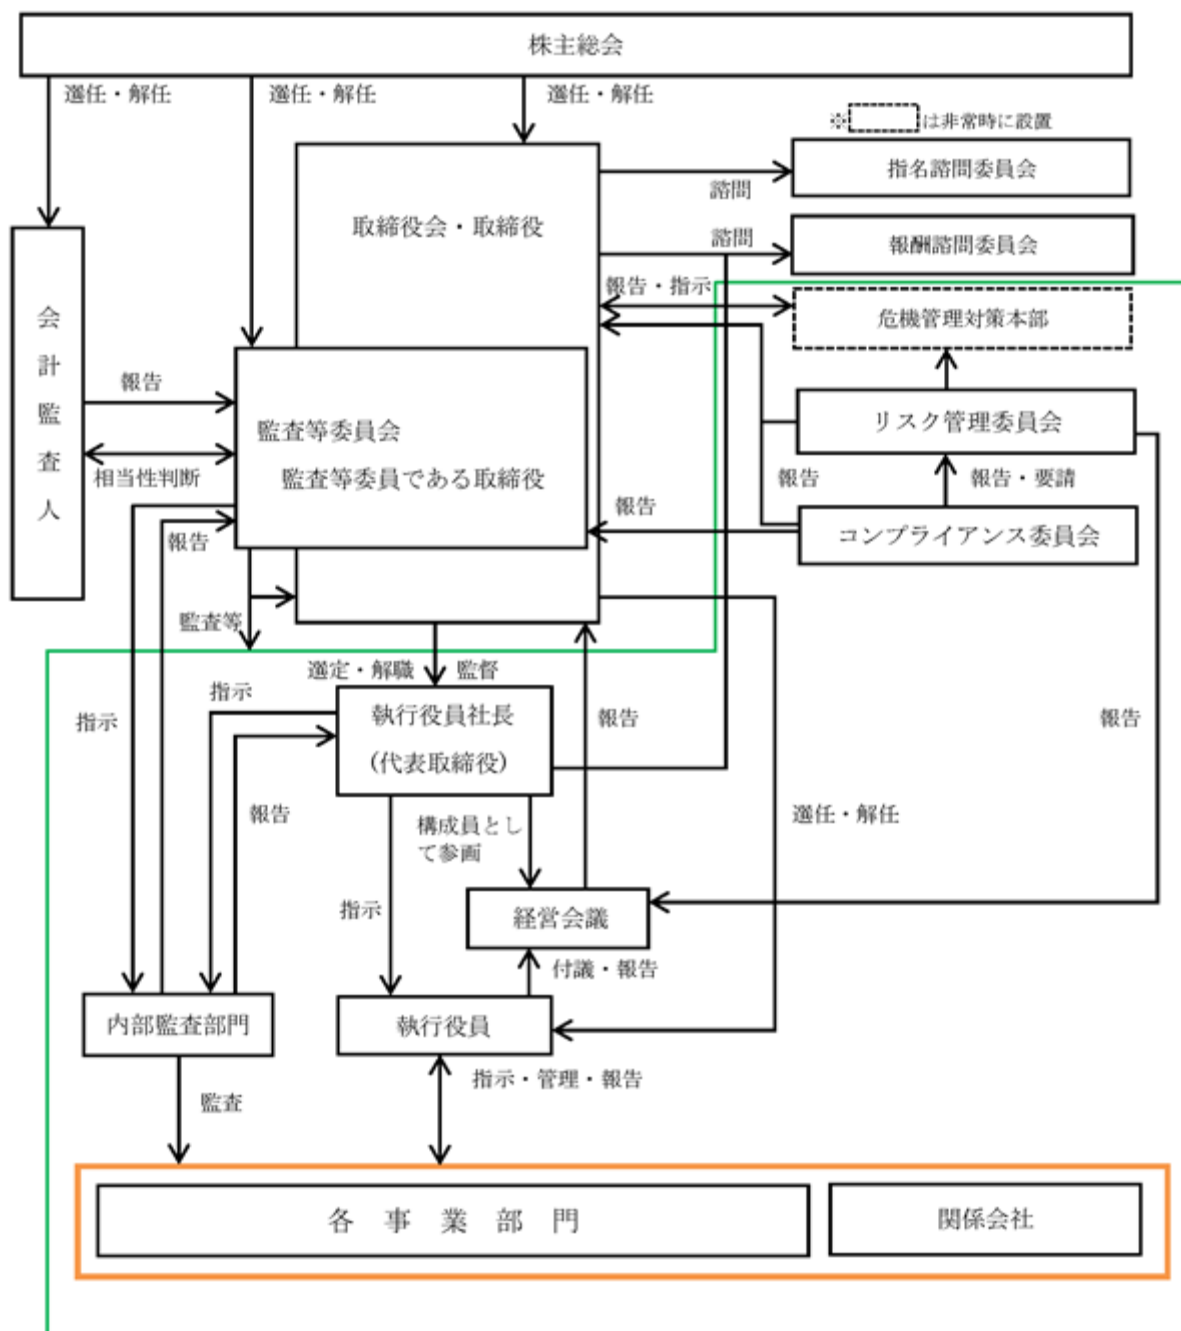 株主総会
選任・解任
選任・解任
選任・解任
※ は非常時に設置
指名諮問委員会
諮問
取締役会・取締役
諮問
報酬諮問委員会
報告・指示
危機管理対策本部
会計監査人
報告
リスク管理委員会
監査等委員会
監査等委員である取締役
相当性判断
報告
報告・要請
報告
報告
コンプライアンス委員会
監査等
選定・解職
監督
指示
指示
執行役員社長
(代表取締役)
報告
報告
報告
選任・解任
構成員とし
て参画
指示
経営会議
付議・報告
内部監査部門
執行役員
指示・管理・報告
監査
各事業部門
関係会社